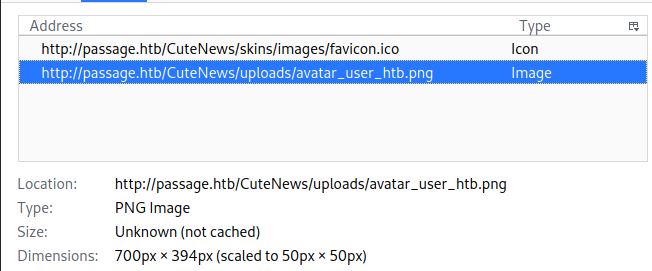 Address Type
http://passage.htb/CuteNews/skins/images/favicon.ico Icon
http://passage.htb/CuteNews/uploads/avatar_user_htb.png Image
Location: http://passage.htb/CuteNews/uploads/avatar_user_htb.png
Type: PNG Image
Size: Unknown (not cached)
Dimensions: 700px × 394px (scaled to 50px × 50px)